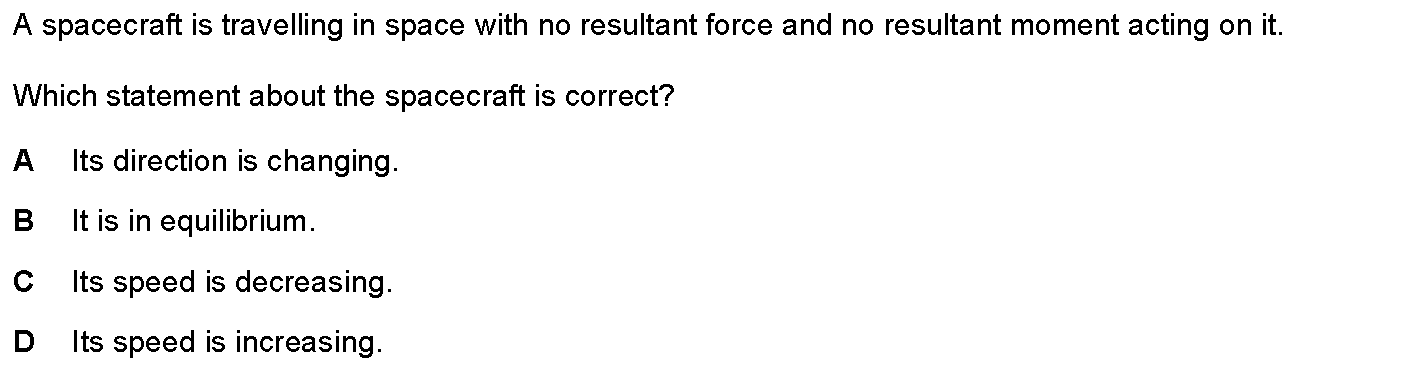 A spacecraft is travelling in space with no resultant force and no resultant moment acting on it.
Which statement about the spacecraft is correct?
A Its direction is changing.
B It is in equilibrium.
C Its speed is decreasing.
D Its speed is increasing.